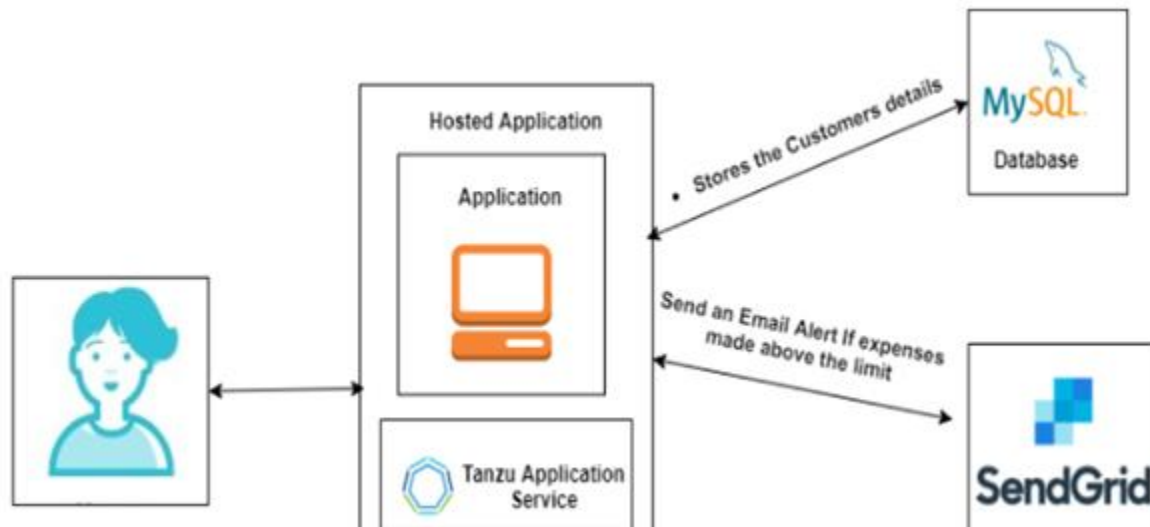 Hosted Application
Application
Tanzu Application
Service
• Stores the Customers details
MySQL
Database
Send an Email Alert If expenses
made above the limit
SendGrid